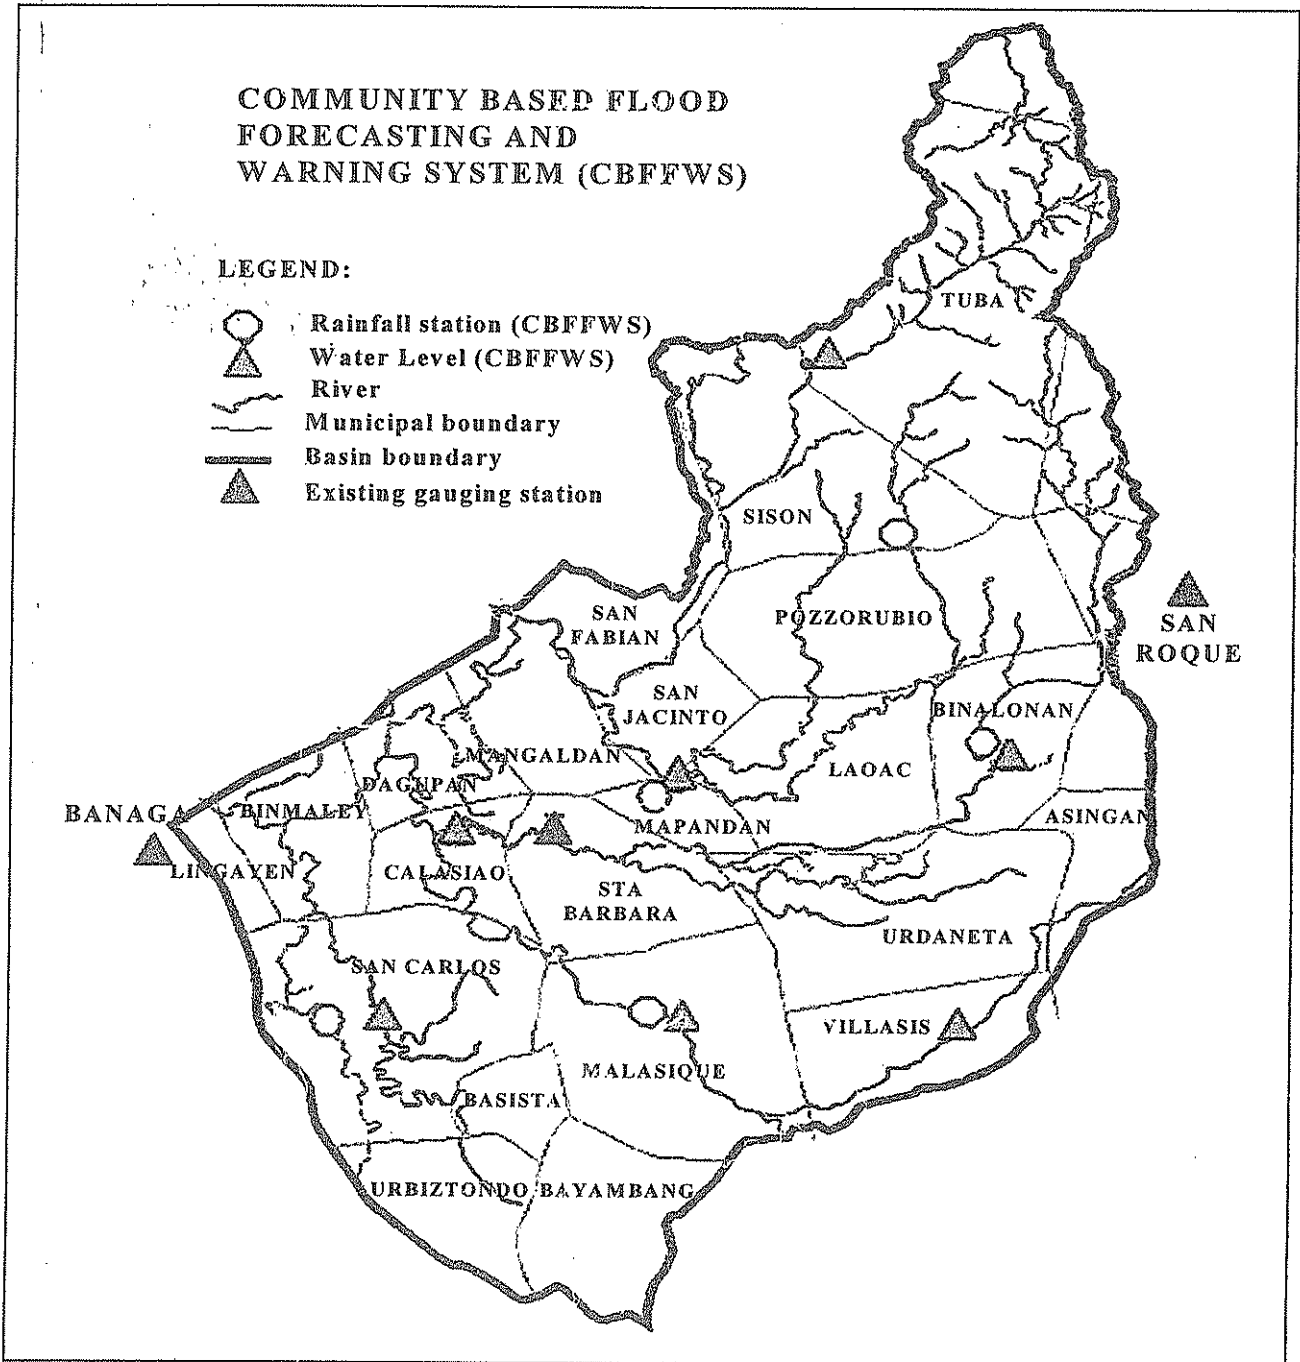 COMMUNITY BASED FLOOD
FORECASTING AND
WARNING SYSTEM (CBFFWS)
LEGEND:
Rainfall station (CBFFWS)
Water Level (CBFFWS)
River
Municipal boundary
Basin boundary
Existing gauging station
TUBA
SISON
SAN
FABIAN
POZZORUBIO
SAN
ROQUE
SAN
JACINTO
BINALONAN
MANGALDAN
LAOAC
DAGUPAN
BANAGA
BINMALEY
MAPANDAN
ASINGAN
LINGAYEN
CALASIAO
STA
BARBARA
URDANETA
SAN CARLOS
VILLASIS
MALASIQUE
BASISTA
URBIZTONDO
BAYAMBANG